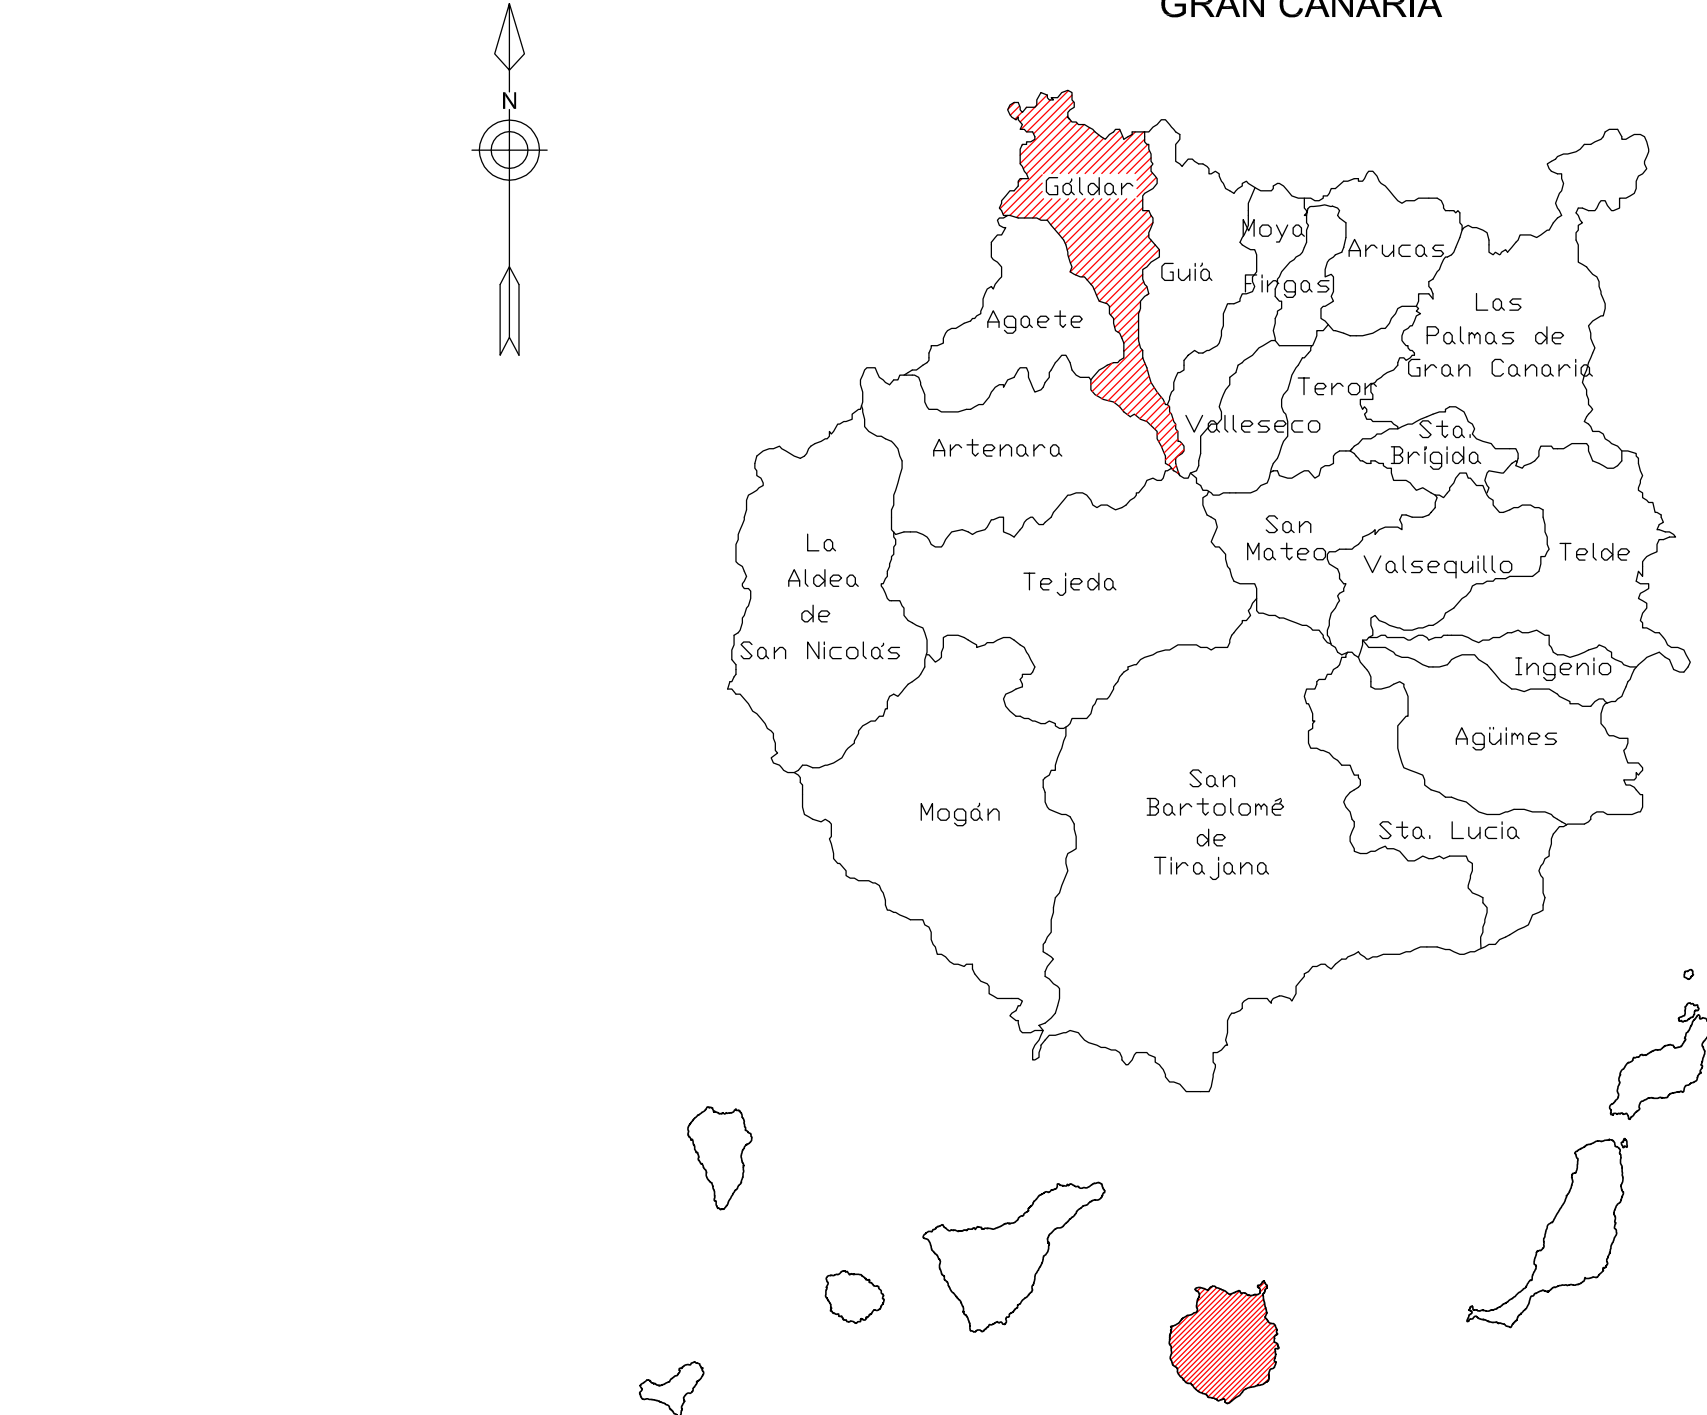 GRAN CANARIA
N
Gáldar
Moya
Arucas
Guiá
Firgas
Las
Palmas de
Gran Canaria
Agaete
Teror
Valleseco
Sta.
Brígida
Artenara
San
Mateo
Valsequillo
Telde
La
Aldea
de
San Nicolás
Tejeda
Ingenio
Agüimes
San
Bartolomé
de
Tirajana
Mogán
Sta. Lucia